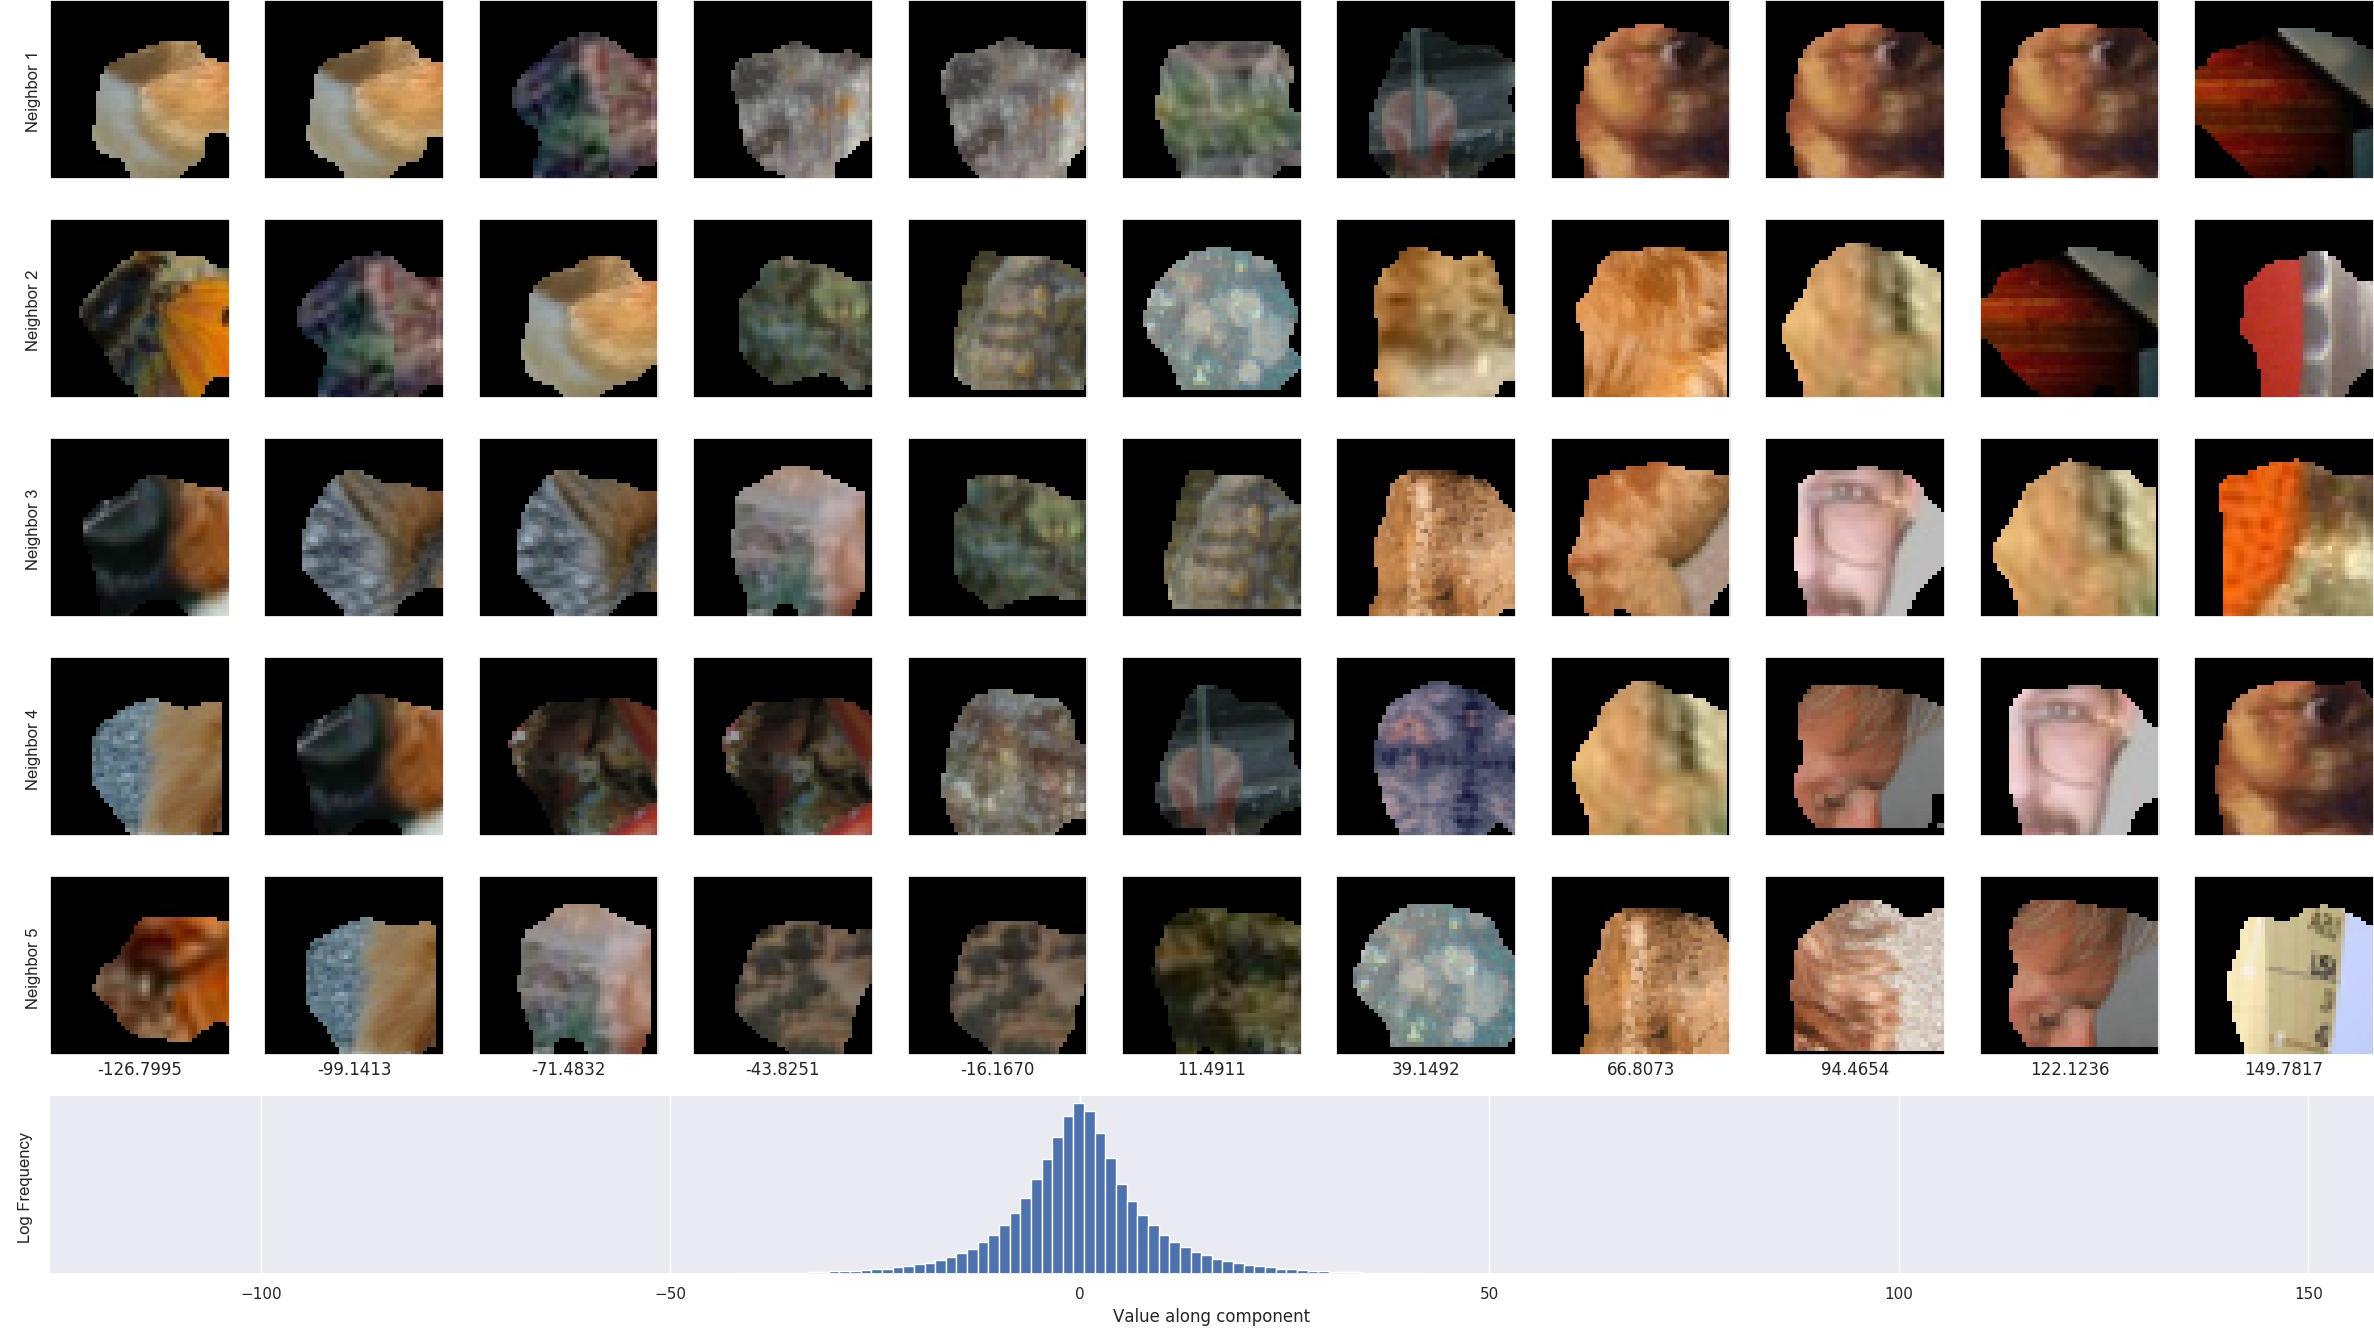 Neighbor 1
Neighbor 2
Neighbor 3
Neighbor 4
Neighbor 5
-126.7995 -99.1413 -71.4832 -43.8251 -16.1670 11.4911 39.1492 66.8073 94.4654 122.1236 149.7817
Log Frequency
−100 −50 0 50 100 150
Value along component